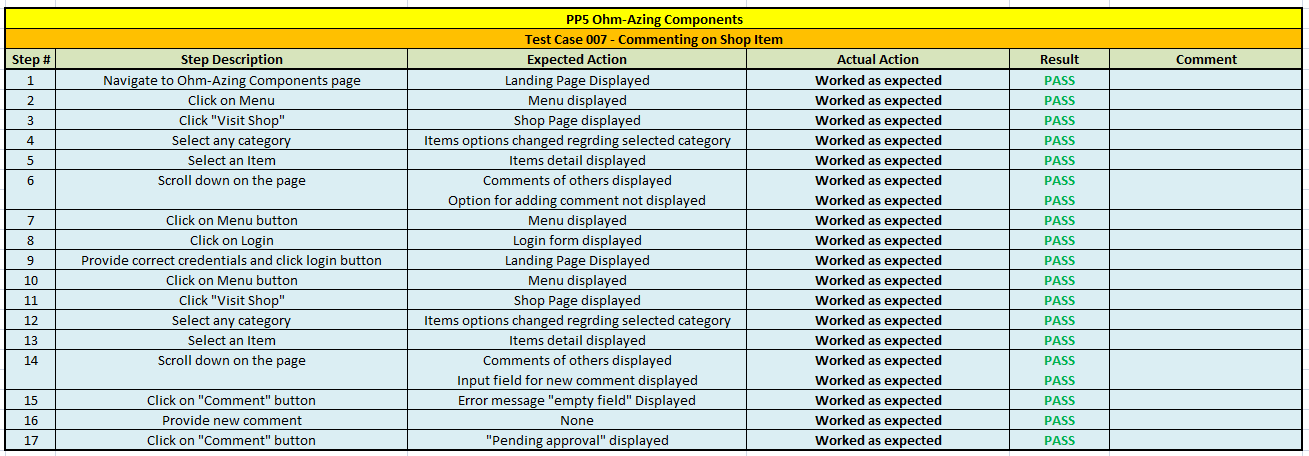 PP5 Ohm-Azing Components
Test Case 007 - Commenting on Shop Item
Step # Step Description Expected Action Actual Action Result Comment
1 Navigate to Ohm-Azing Components page Landing Page Displayed Worked as expected PASS
2 Click on Menu Menu displayed Worked as expected PASS
3 Click "Visit Shop" Shop Page displayed Worked as expected PASS
4 Select any category Items options changed regrding selected category Worked as expected PASS
5 Select an Item Items detail displayed Worked as expected PASS
6 Scroll down on the page Comments of others displayed Worked as expected PASS
Option for adding comment not displayed Worked as expected PASS
7 Click on Menu button Menu displayed Worked as expected PASS
8 Click on Login Login form displayed Worked as expected PASS
9 Provide correct credentials and click login button Landing Page Displayed Worked as expected PASS
10 Click on Menu button Menu displayed Worked as expected PASS
11 Click "Visit Shop" Shop Page displayed Worked as expected PASS
12 Select any category Items options changed regrding selected category Worked as expected PASS
13 Select an Item Items detail displayed Worked as expected PASS
14 Scroll down on the page Comments of others displayed Worked as expected PASS
Input field for new comment displayed Worked as expected PASS
15 Click on "Comment" button Error message "empty field" Displayed Worked as expected PASS
16 Provide new comment None Worked as expected PASS
17 Click on "Comment" button "Pending approval" displayed Worked as expected PASS